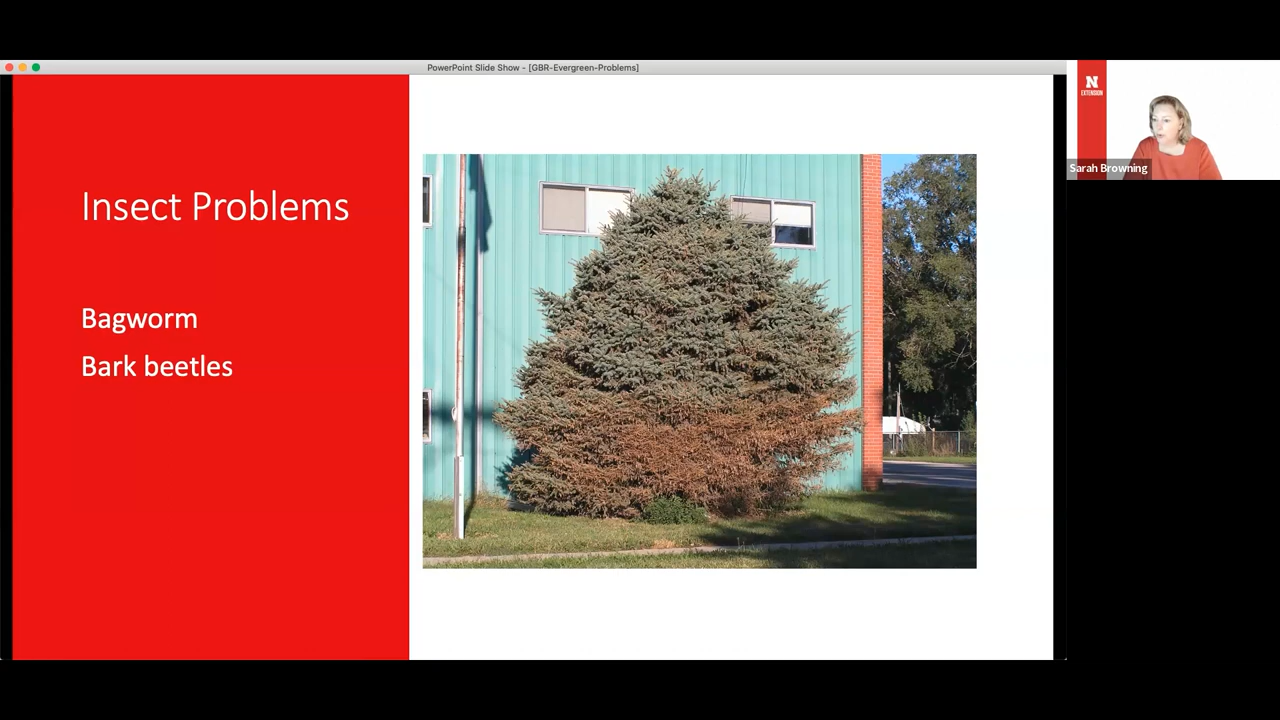 PowerPoint Slide Show - [GBR-Evergreen-Problems]
Insect Problems
Bagworm
Bark beetles
N
EXTENSION
Sarah Browning